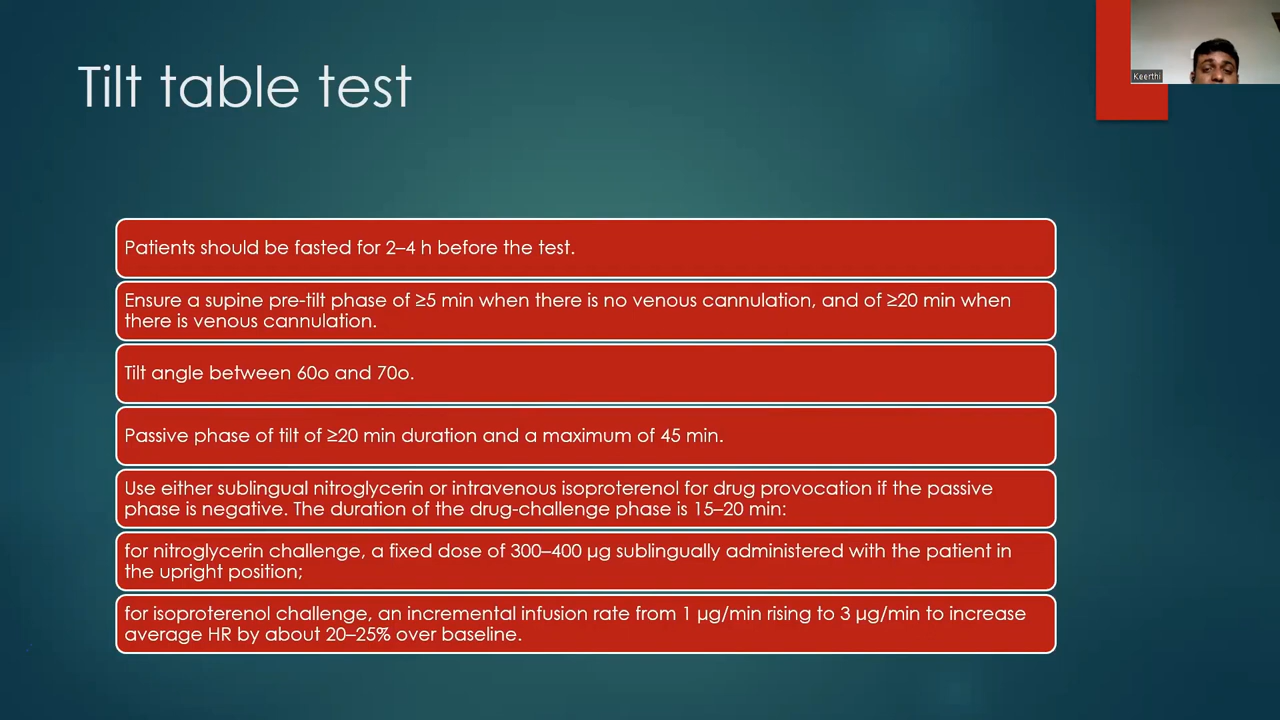 Tilt table test
Keerthi
Patients should be fasted for 2–4 h before the test.
Ensure a supine pre-tilt phase of ≥5 min when there is no venous cannulation, and of ≥20 min when
there is venous cannulation.
Tilt angle between 60o and 70o.
Passive phase of tilt of ≥20 min duration and a maximum of 45 min.
Use either sublingual nitroglycerin or intravenous isoproterenol for drug provocation if the passive
phase is negative. The duration of the drug-challenge phase is 15–20 min:
for nitroglycerin challenge, a fixed dose of 300–400 μg sublingually administered with the patient in
the upright position;
for isoproterenol challenge, an incremental infusion rate from 1 μg/min rising to 3 μg/min to increase
average HR by about 20–25% over baseline.